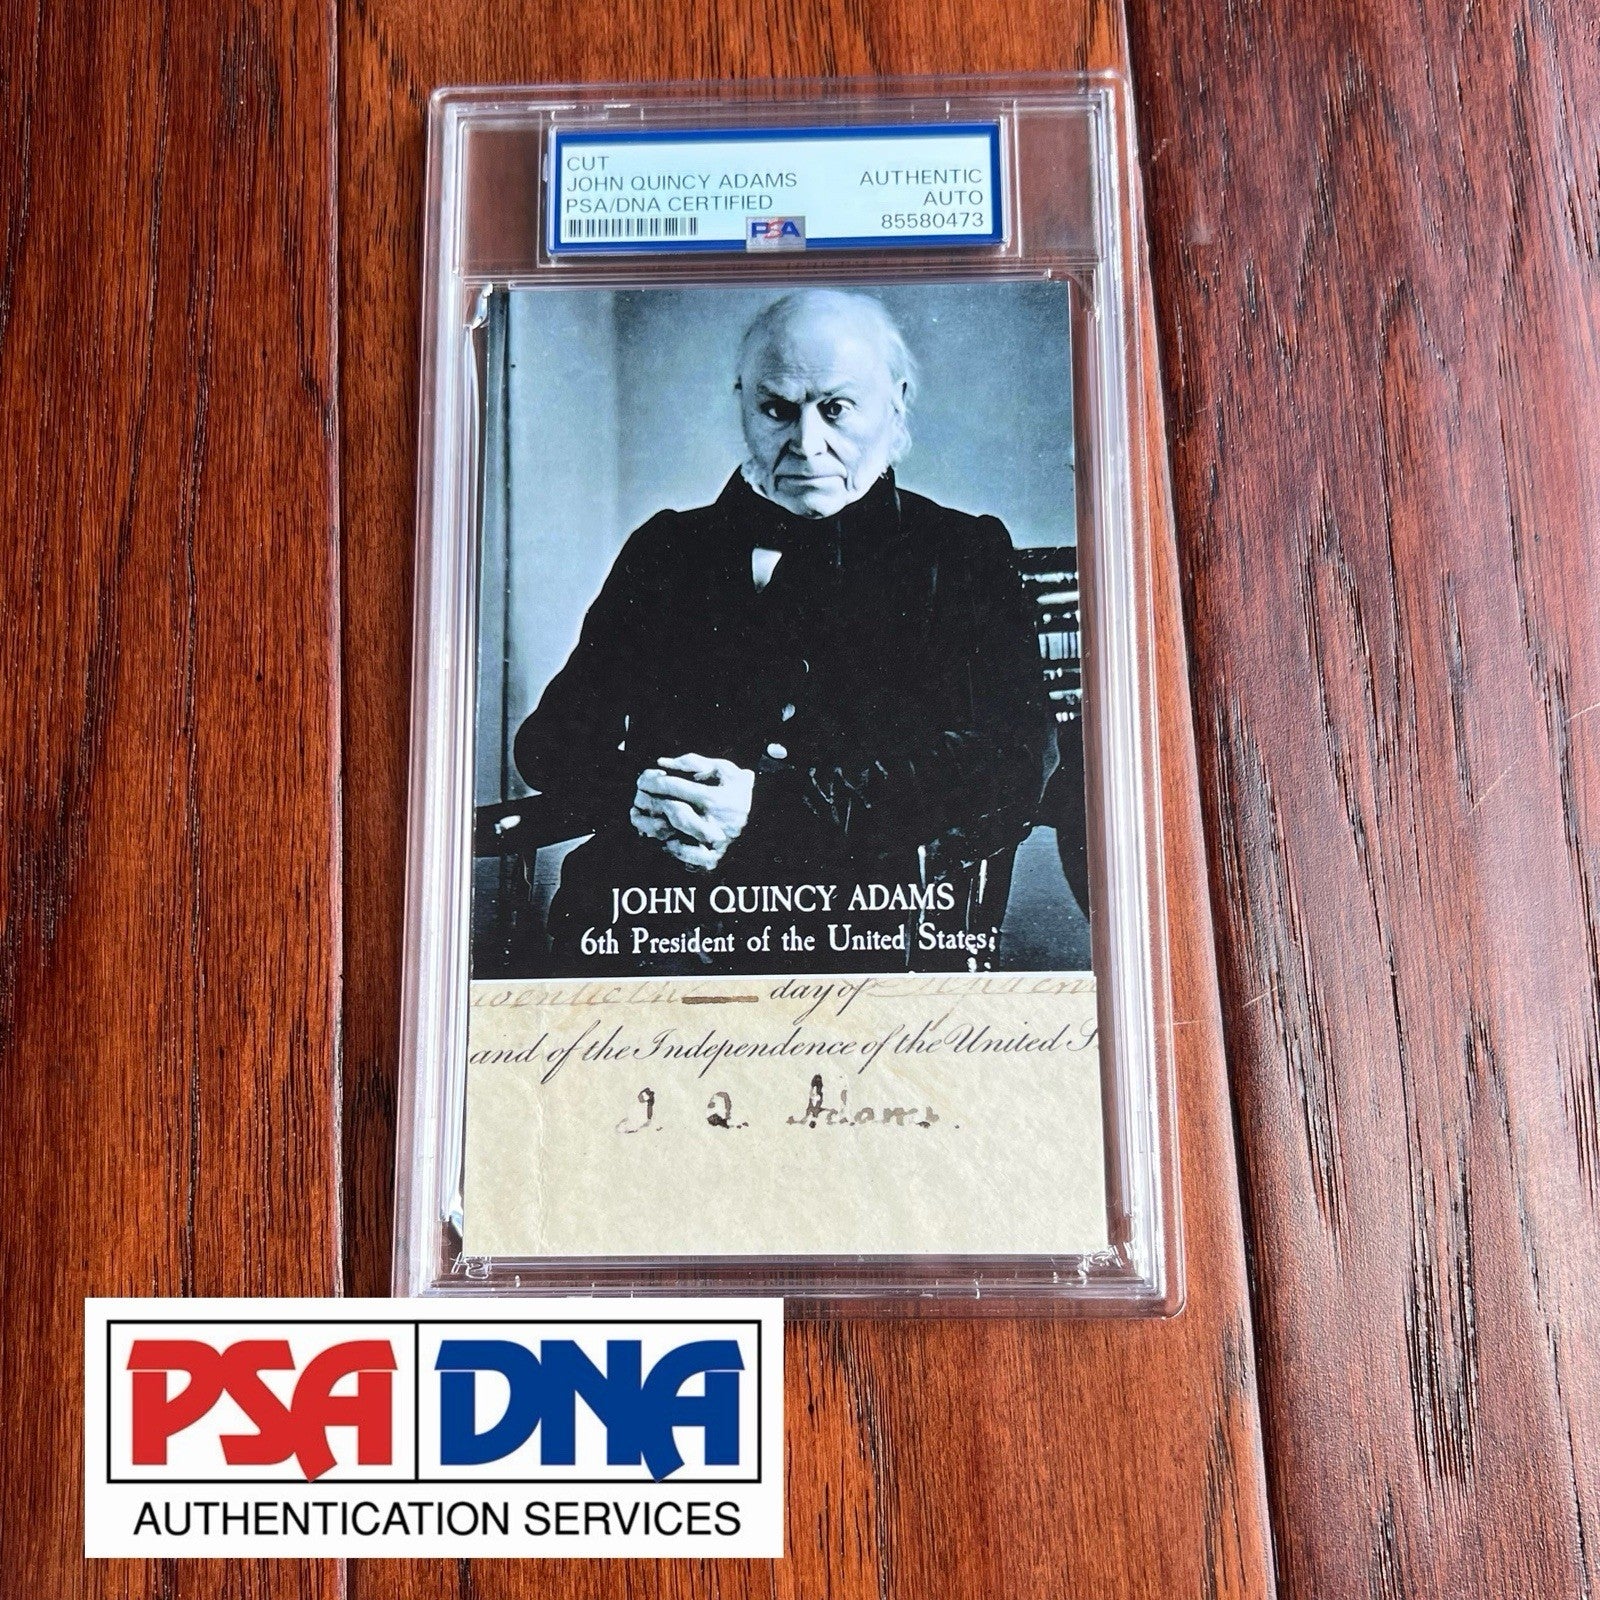 CUT
JOHN QUINCY ADAMS
PSA/DNA CERTIFIED
AUTHENTIC
AUTO
85580473
PSA
JOHN QUINCY ADAMS
6th President of the United States
day of
and of the Independence of the United S
J. Q. Adams.
PSA DNA
AUTHENTICATION SERVICES